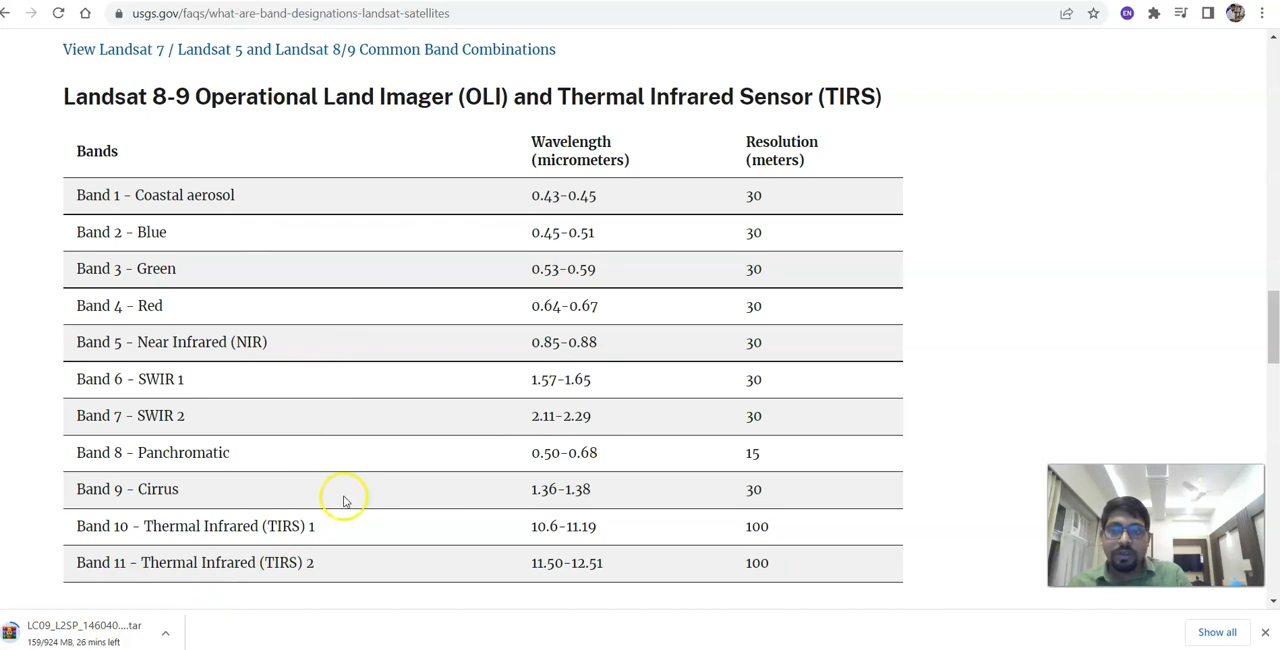 usgs.gov/faqs/what-are-band-designations-landsat-satellites
EN
View Landsat 7 / Landsat 5 and Landsat 8/9 Common Band Combinations
Landsat 8-9 Operational Land Imager (OLI) and Thermal Infrared Sensor (TIRS)
Bands Wavelength (micrometers) Resolution (meters)
Band 1 - Coastal aerosol 0.43-0.45 30
Band 2 - Blue 0.45-0.51 30
Band 3 - Green 0.53-0.59 30
Band 4 - Red 0.64-0.67 30
Band 5 - Near Infrared (NIR) 0.85-0.88 30
Band 6 - SWIR 1 1.57-1.65 30
Band 7 - SWIR 2 2.11-2.29 30
Band 8 - Panchromatic 0.50-0.68 15
Band 9 - Cirrus 1.36-1.38 30
Band 10 - Thermal Infrared (TIRS) 1 10.6-11.19 100
Band 11 - Thermal Infrared (TIRS) 2 11.50-12.51 100
LC09_L2SP_146040....tar
159/924 MB, 26 mins left
Show all